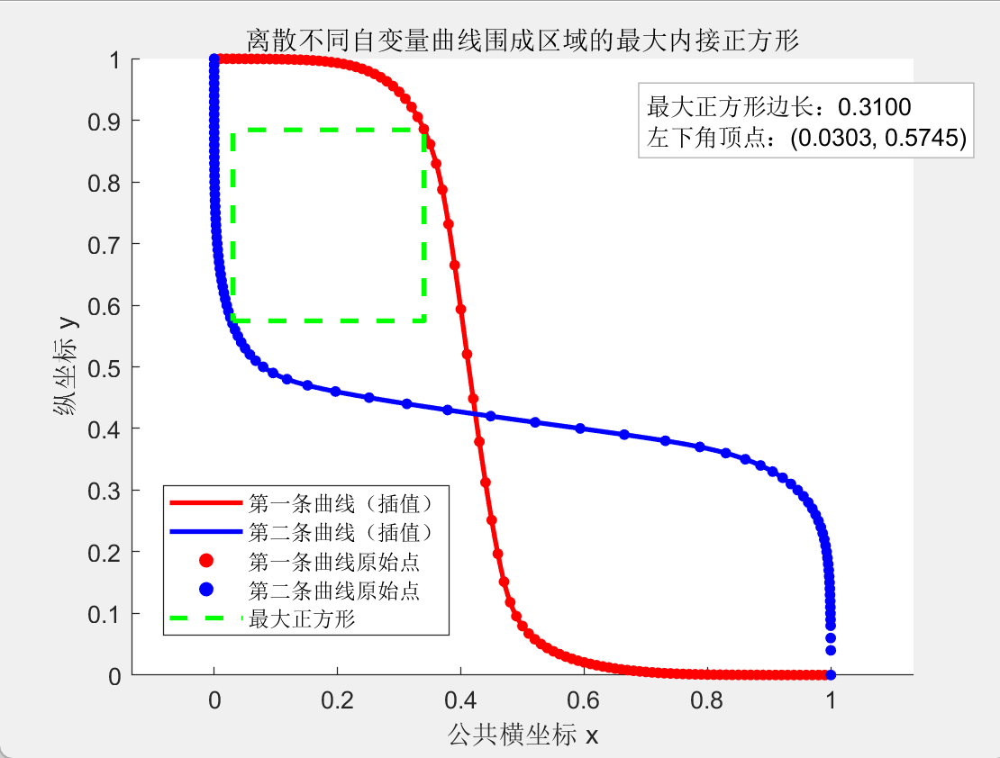 离散不同自变量曲线围成区域的最大内接正方形
最大正方形边长：0.3100
左下角顶点：(0.0303, 0.5745)
1
0.9
0.8
0.7
0.6
0.5
0.4
0.3
0.2
0.1
0
纵坐标 y
第一条曲线（插值）
第二条曲线（插值）
第一条曲线原始点
第二条曲线原始点
最大正方形
0 0.2 0.4 0.6 0.8 1
公共横坐标 x